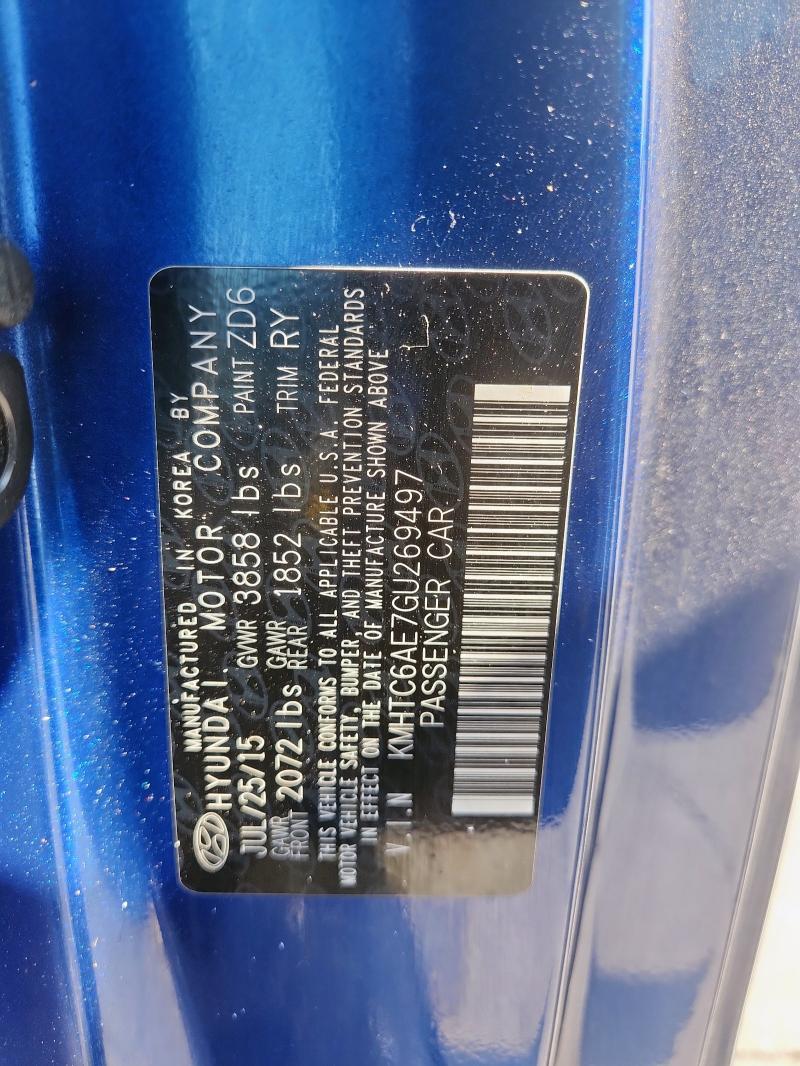 MANUFACTURED IN KOREA BY
HYUNDAI MOTOR COMPANY
JUL/25/15 GVWR 3858 lbs PAINT ZD6
GAWR FRONT 2072 lbs GAWR REAR 1852 lbs TRIM RY
THIS VEHICLE CONFORMS TO ALL APPLICABLE U.S.A. FEDERAL
MOTOR VEHICLE SAFETY, BUMPER, AND THEFT PREVENTION STANDARDS
IN EFFECT ON THE DATE OF MANUFACTURE SHOWN ABOVE
V.I.N KMHTC6AE7GU269497
PASSENGER CAR